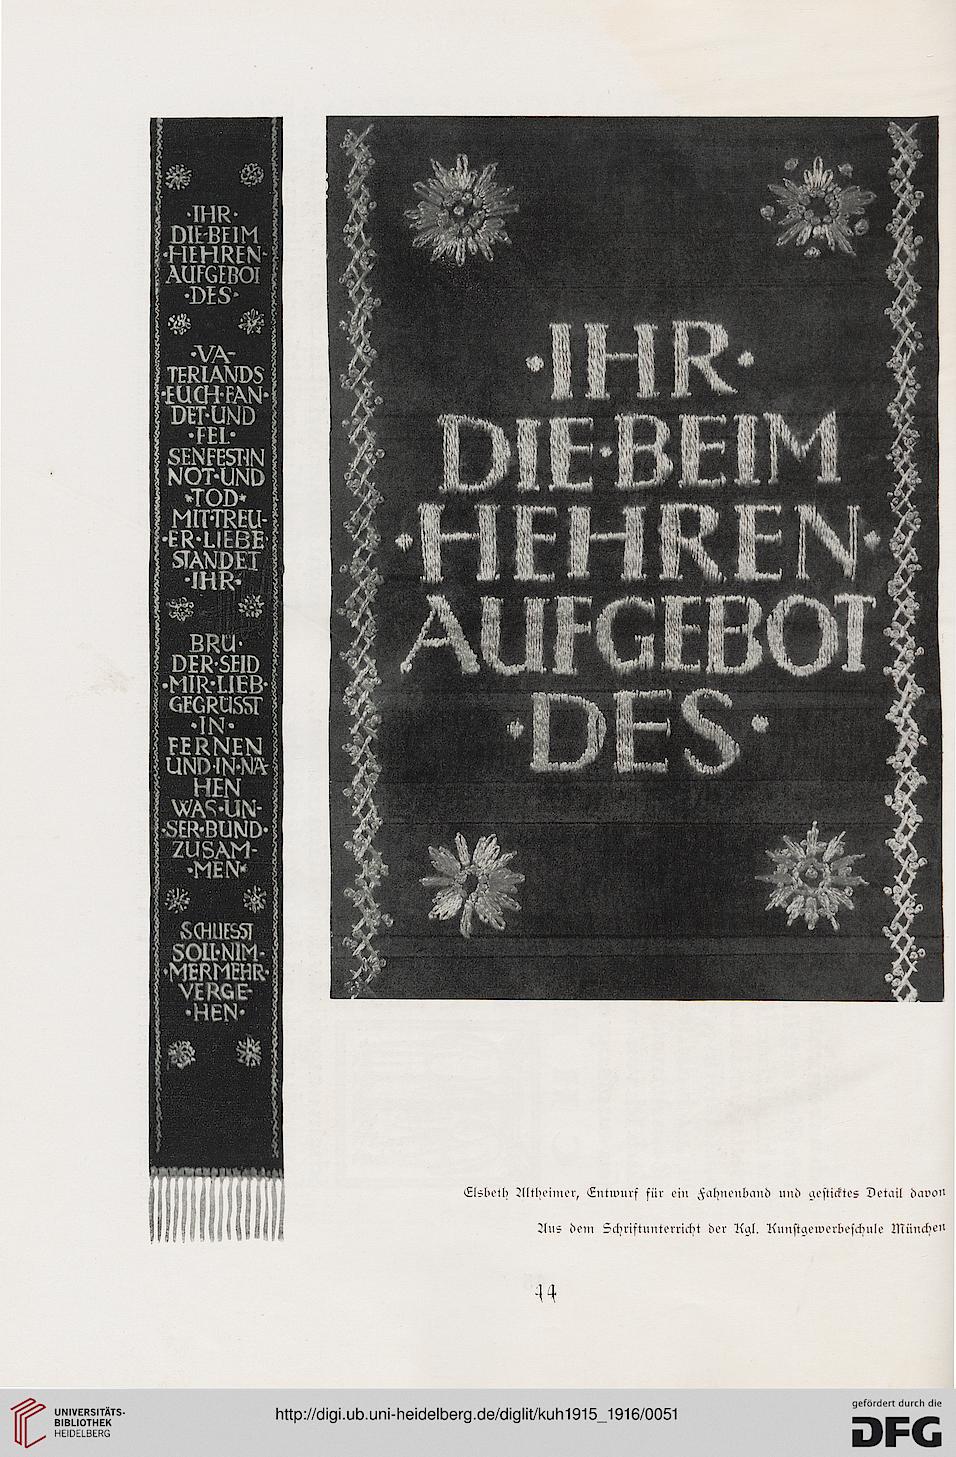 ·IHR·
DIE·BEIM
·HEHREN·
AUFGEBOT
·DES·
·VA-
TERLANDS
·EUCH·FAN-
DET·UND
·FEL-
SENFEST·IN
NOT·UND
·TOD·
MIT·TREU-
·ER·LIEBE·
STANDET
·IHR·
BRÜ-
DER·SEID
·MIR·LIEB·
GEGRÜSST
·IN·
FERNEN
UND·IN·NÄ-
HEN
WAS·UN-
·SER·BUND·
ZUSAM-
·MEN·
SCHLIESST
SOLL·NIM-
·MERMEHR·
VERGE-
·HEN·
·IHR·
DIE·BEIM
·HEHREN·
AUFGEBOT
·DES·
Elsbeth Altheimer, Entwurf für ein Fahnenband und gesticktes Detail davon
Aus dem Schriftunterricht der Kgl. Kunstgewerbeschule München
44
UNIVERSITÄTS-
BIBLIOTHEK
HEIDELBERG
http://digi.ub.uni-heidelberg.de/diglit/kuh1915_1916/0051
gefördert durch die
DFG